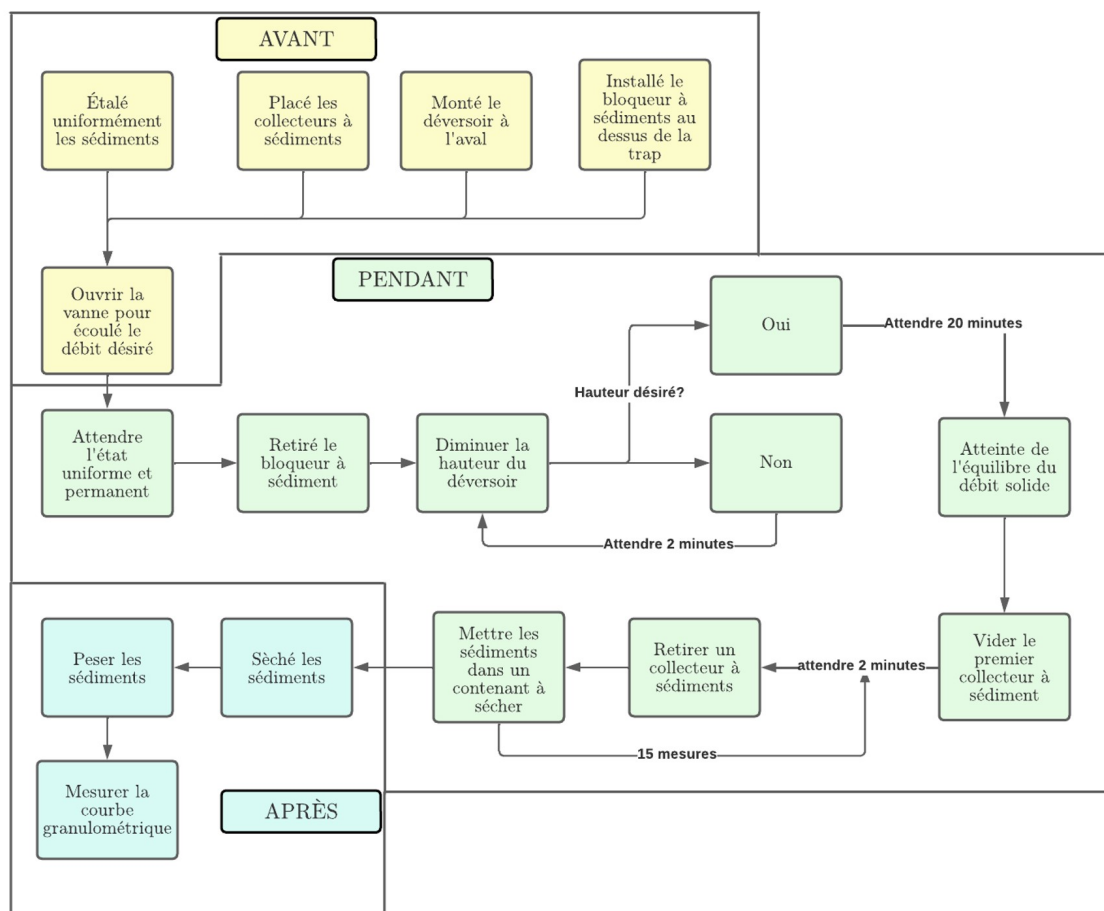 AVANT
Étalé
uniformément
les sédiments
Placé les
collecteurs à
sédiments
Monté le
déversoir à
l'aval
Installé le
bloqueur à
sédiments au
dessus de la
trap
Ouvrir la
vanne pour
écoulé le
débit désiré
PENDANT
Attendre
l'état
uniforme et
permanent
Retiré le
bloqueur à
sédiment
Diminuer la
hauteur du
déversoir
Hauteur désiré?
Oui
Attendre 20 minutes
Non
Attendre 2 minutes
Atteinte de
l'équilibre du
débit solide
Vider le
premier
collecteur à
sédiment
attendre 2 minutes
Retirer un
collecteur à
sédiments
Mettre les
sédiments
dans un
contenant à
sécher
15 mesures
Sèché les
sédiments
Peser les
sédiments
Mesurer la
courbe
granulométrique
APRÈS